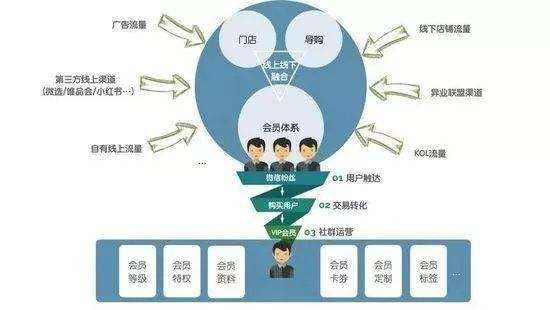 广告流量
第三方线上渠道
(微选/唯品会/小红书…)
自有线上流量
…
门店
导购
线上线下
融合
会员体系
线下店铺流量
异业联盟渠道
KOL流量
微信粉丝
01 用户触达
购买用户
02 交易转化
VIP会员
03 社群运营
会员
等级
会员
特权
会员
资料
会员
卡券
会员
定制
会员
标签
…